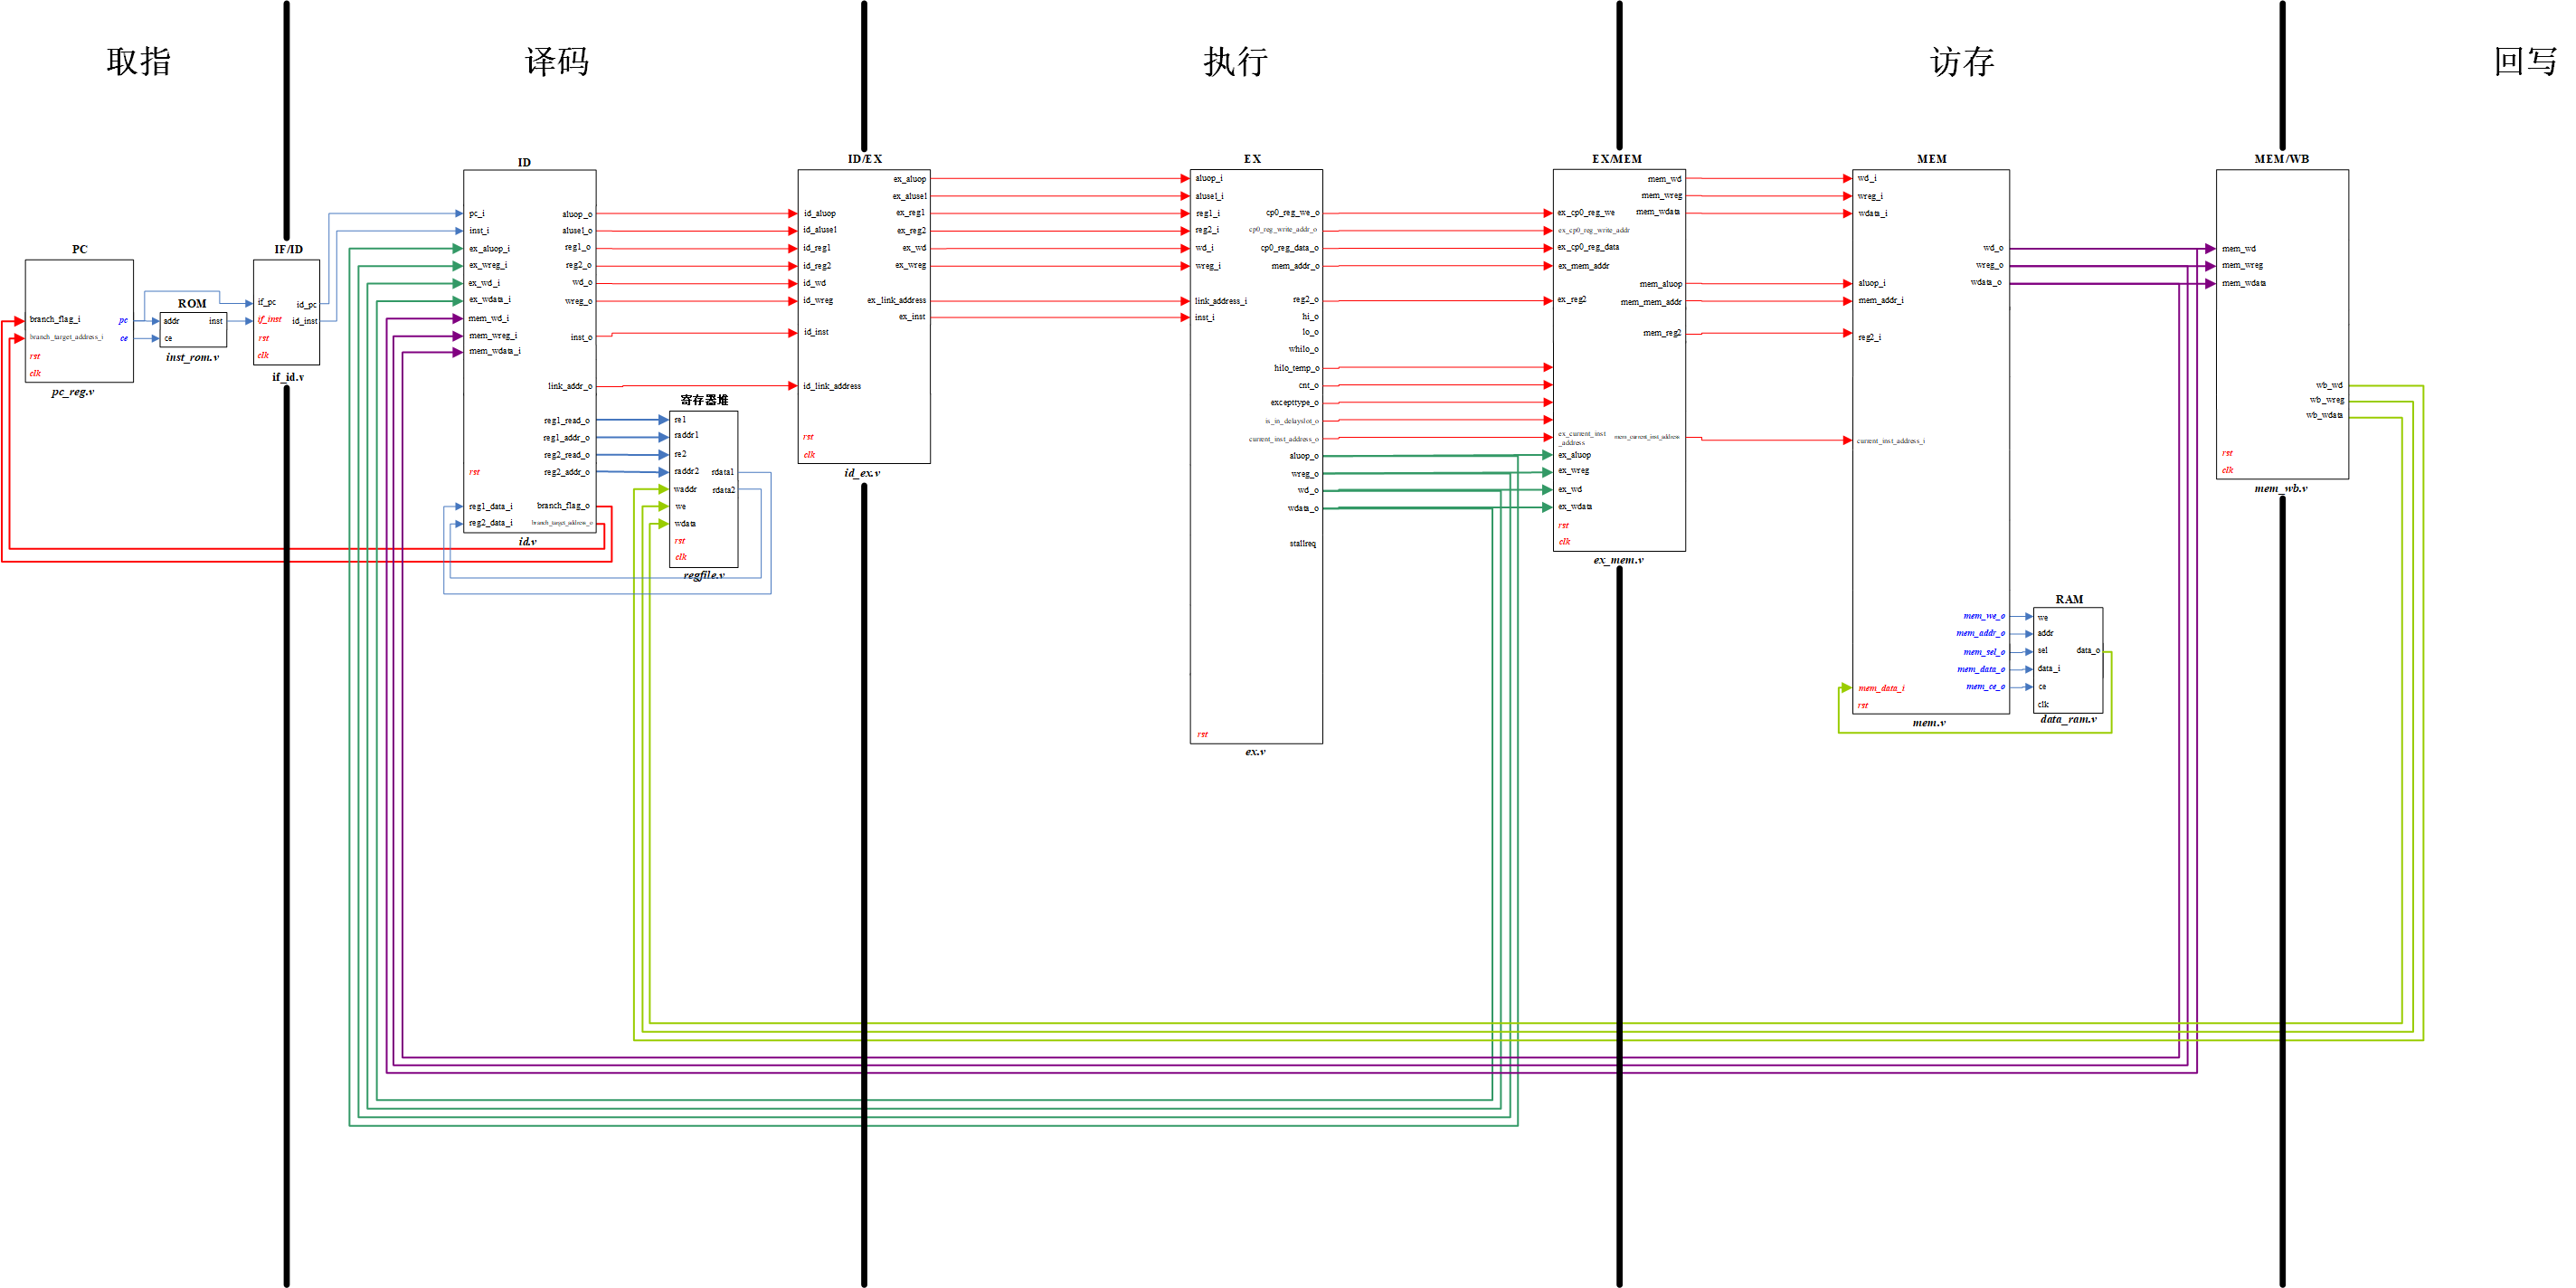 取指
译码
执行
访存
回写
PC
branch_flag_i
branch_target_address_i
rst
clk
pc
ce
pc_reg.v
ROM
addr
ce
inst
inst_rom.v
IF/ID
if_pc
if_inst
rst
clk
id_pc
id_inst
if_id.v
ID
pc_i
inst_i
ex_aluop_i
ex_wreg_i
ex_wd_i
ex_wdata_i
mem_wd_i
mem_wreg_i
mem_wdata_i
rst
reg1_data_i
reg2_data_i
aluop_o
alusel_o
reg1_o
reg2_o
wd_o
wreg_o
inst_o
link_addr_o
reg1_read_o
reg1_addr_o
reg2_read_o
reg2_addr_o
branch_flag_o
branch_target_address_o
id.v
寄存器堆
re1
raddr1
re2
raddr2
waddr
we
wdata
rst
clk
rdata1
rdata2
regfile.v
ID/EX
id_aluop
id_alusel
id_reg1
id_reg2
id_wd
id_wreg
id_inst
id_link_address
rst
clk
ex_aluop
ex_alusel
ex_reg1
ex_reg2
ex_wd
ex_wreg
ex_link_address
ex_inst
id_ex.v
EX
aluop_i
alusel_i
reg1_i
reg2_i
wd_i
wreg_i
link_address_i
inst_i
rst
cp0_reg_we_o
cp0_reg_write_addr_o
cp0_reg_data_o
mem_addr_o
reg2_o
hi_o
lo_o
whilo_o
hilo_temp_o
cnt_o
excepttype_o
is_in_delayslot_o
current_inst_address_o
aluop_o
wreg_o
wd_o
wdata_o
stallreq
ex.v
EX/MEM
ex_cp0_reg_we
ex_cp0_reg_write_addr
ex_cp0_reg_data
ex_mem_addr
ex_reg2
ex_current_inst
_address
ex_aluop
ex_wreg
ex_wd
ex_wdata
rst
clk
mem_wd
mem_wreg
mem_wdata
mem_aluop
mem_mem_addr
mem_reg2
mem_current_inst_address
ex_mem.v
MEM
wd_i
wreg_i
wdata_i
aluop_i
mem_addr_i
reg2_i
current_inst_address_i
mem_data_i
rst
wd_o
wreg_o
wdata_o
mem_we_o
mem_addr_o
mem_sel_o
mem_data_o
mem_ce_o
mem.v
RAM
we
addr
sel
data_i
ce
clk
data_o
data_ram.v
MEM/WB
mem_wd
mem_wreg
mem_wdata
rst
clk
wb_wd
wb_wreg
wb_wdata
mem_wb.v